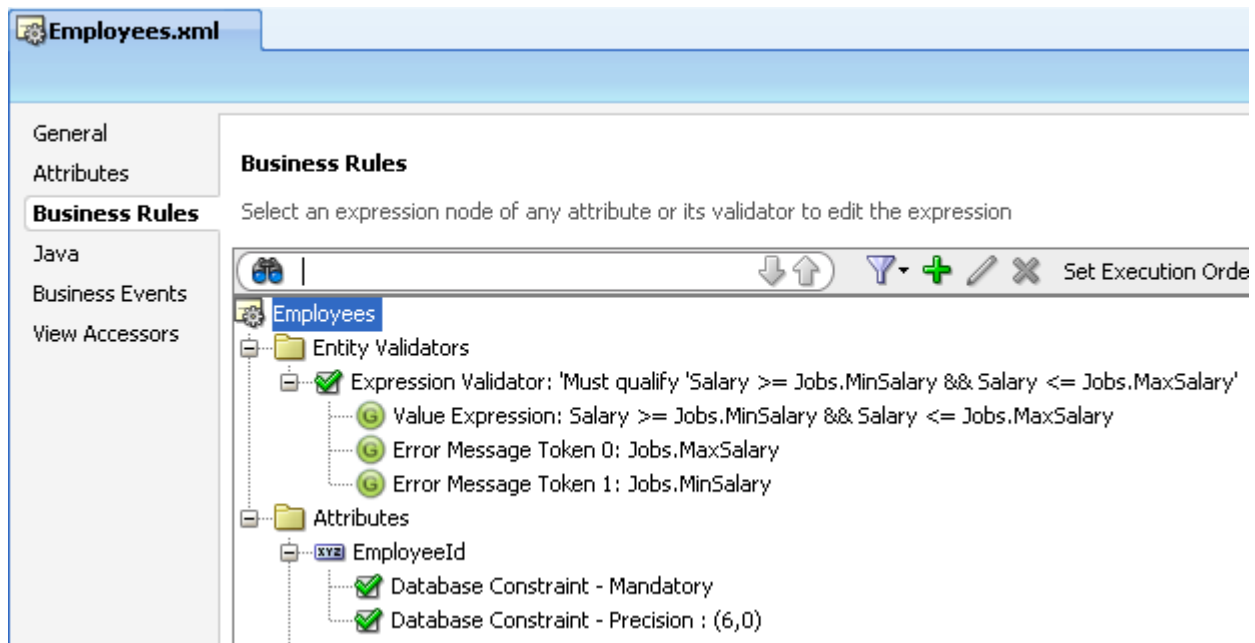 Employees.xml
General
Attributes
Business Rules
Java
Business Events
View Accessors
Business Rules
Select an expression node of any attribute or its validator to edit the expression
Set Execution Orde
Employees
Entity Validators
Expression Validator: 'Must qualify 'Salary >= Jobs.MinSalary && Salary <= Jobs.MaxSalary'
G Value Expression: Salary >= Jobs.MinSalary && Salary <= Jobs.MaxSalary
G Error Message Token 0: Jobs.MaxSalary
G Error Message Token 1: Jobs.MinSalary
Attributes
XYZ EmployeeId
Database Constraint - Mandatory
Database Constraint - Precision : (6,0)